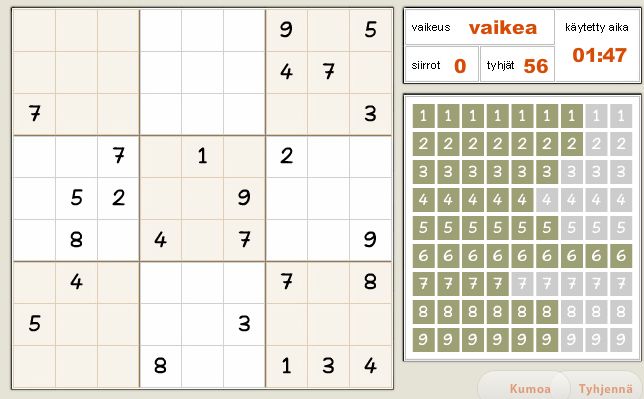 9 5
4 7
7 3
7 1 2
5 2 9
8 4 7 9
4 7 8
5 3
8 1 3 4
vaikeus vaikea
siirrot 0 tyhjät 56
käytetty aika
01:47
1 1 1 1 1 1 1 1 1
2 2 2 2 2 2 2 2 2
3 3 3 3 3 3 3 3 3
4 4 4 4 4 4 4 4 4
5 5 5 5 5 5 5 5 5
6 6 6 6 6 6 6 6 6
7 7 7 7 7 7 7 7 7
8 8 8 8 8 8 8 8 8
9 9 9 9 9 9 9 9 9
Kumoa Tyhjennä